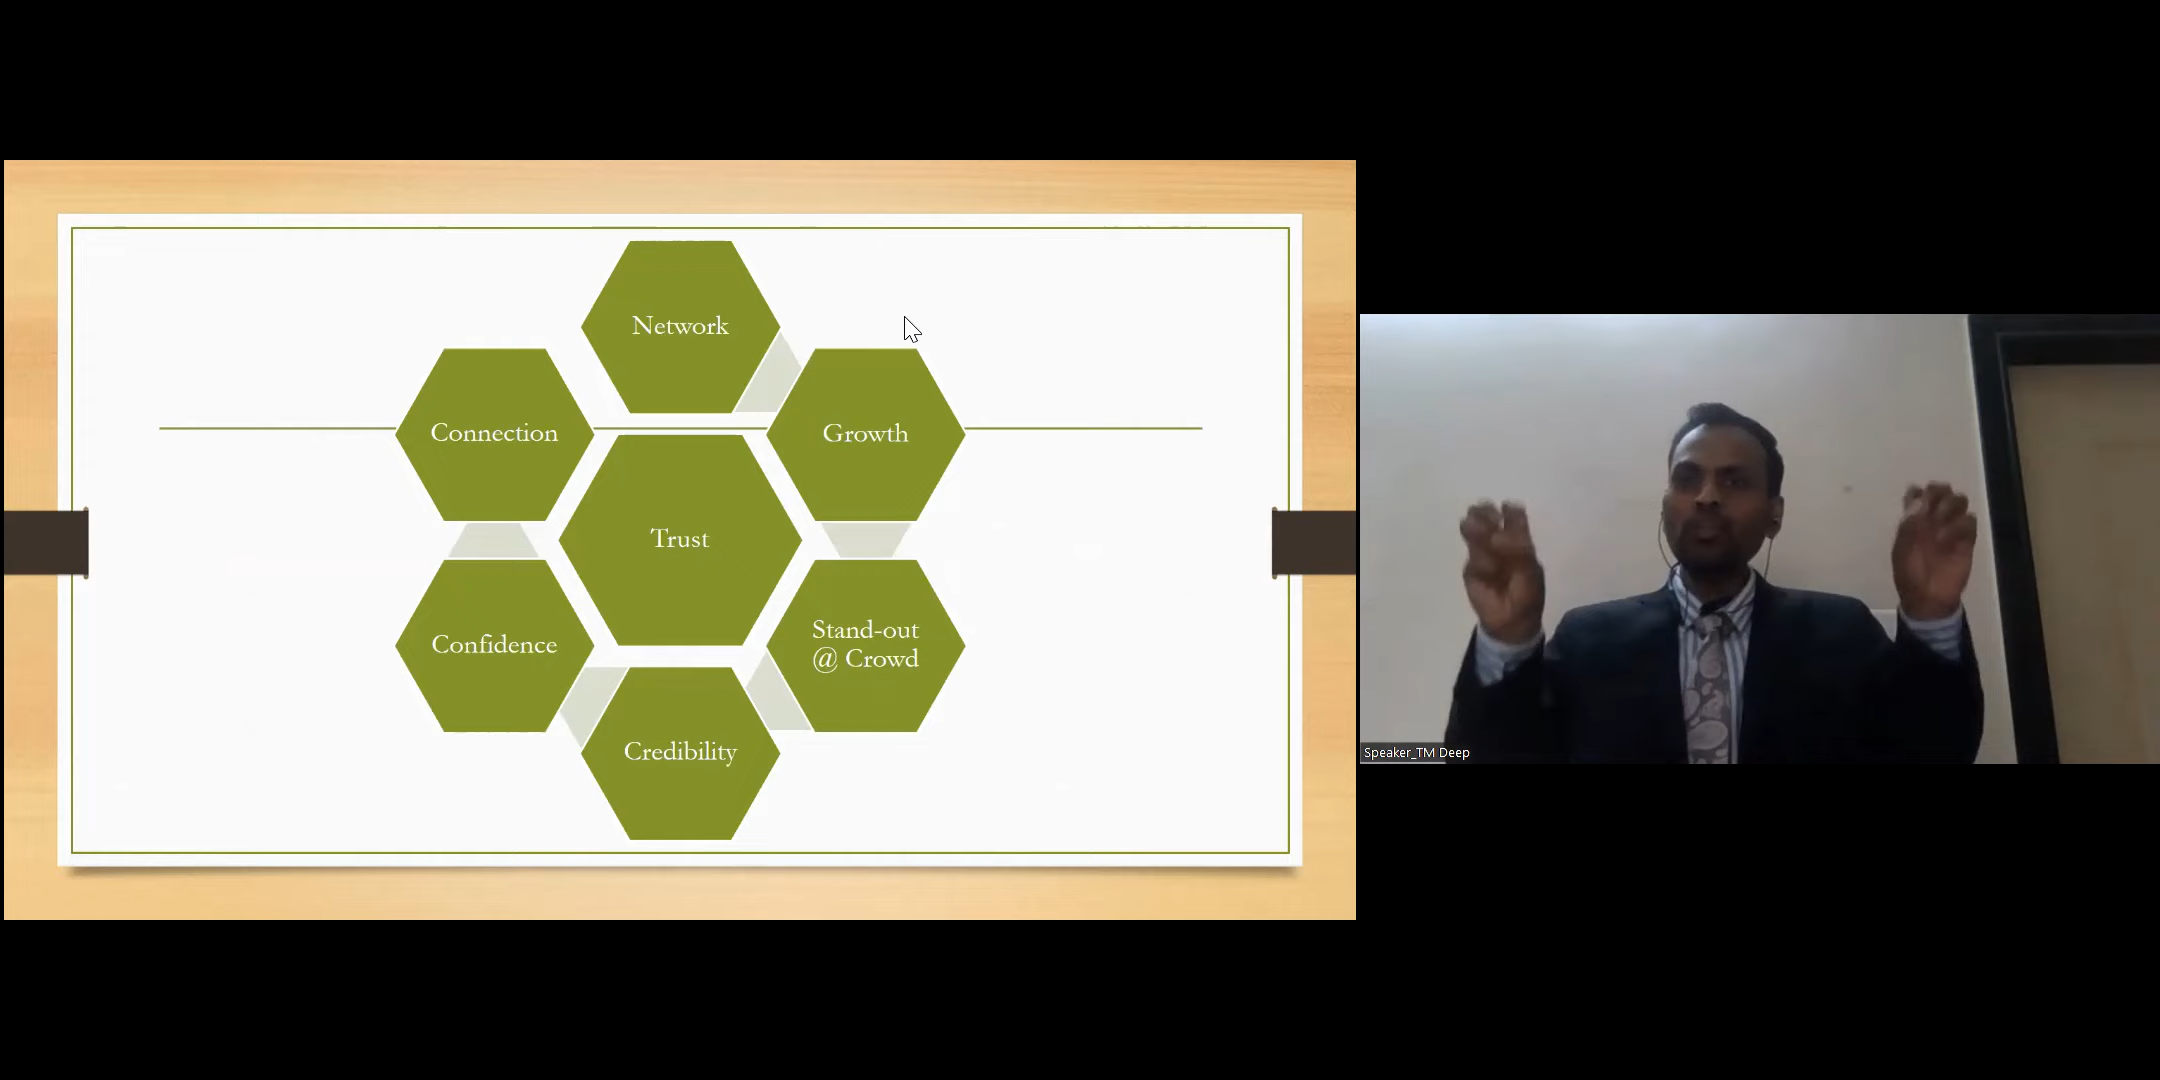 Network
Connection
Growth
Trust
Confidence
Stand-out
@ Crowd
Credibility
Speaker_TM Deep